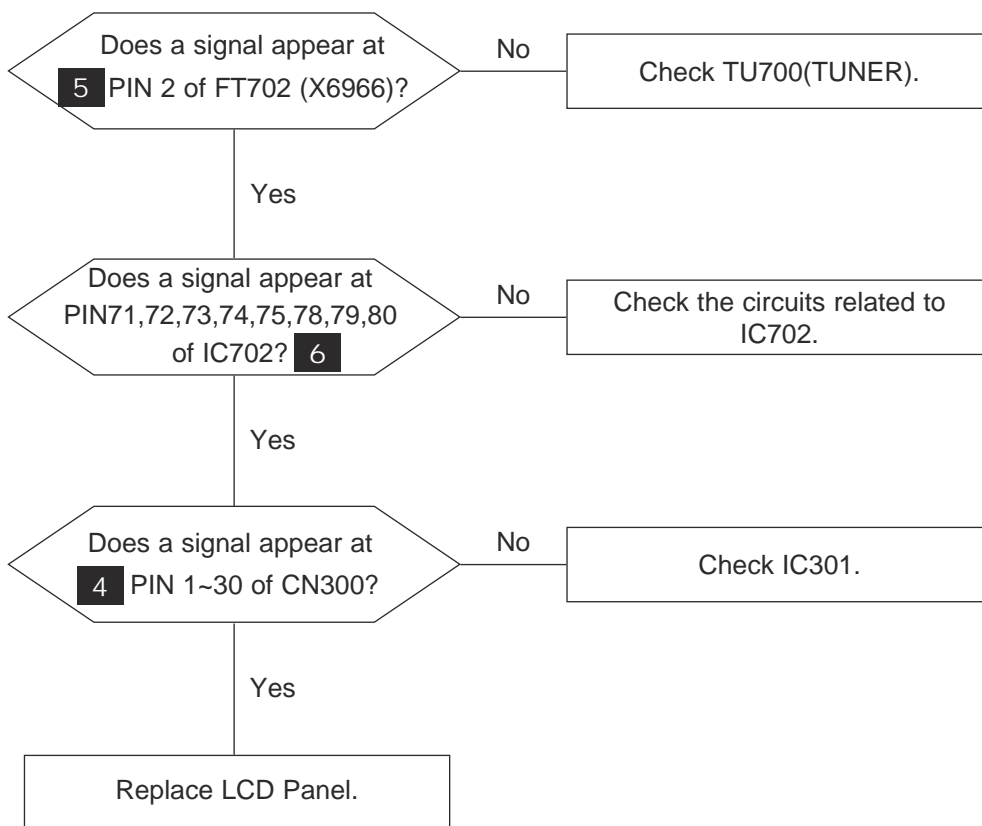 Does a signal appear at
5 PIN 2 of FT702 (X6966)?
No
Check TU700(TUNER).
Yes
Does a signal appear at
PIN71,72,73,74,75,78,79,80
of IC702? 6
No
Check the circuits related to
IC702.
Yes
Does a signal appear at
4 PIN 1~30 of CN300?
No
Check IC301.
Yes
Replace LCD Panel.